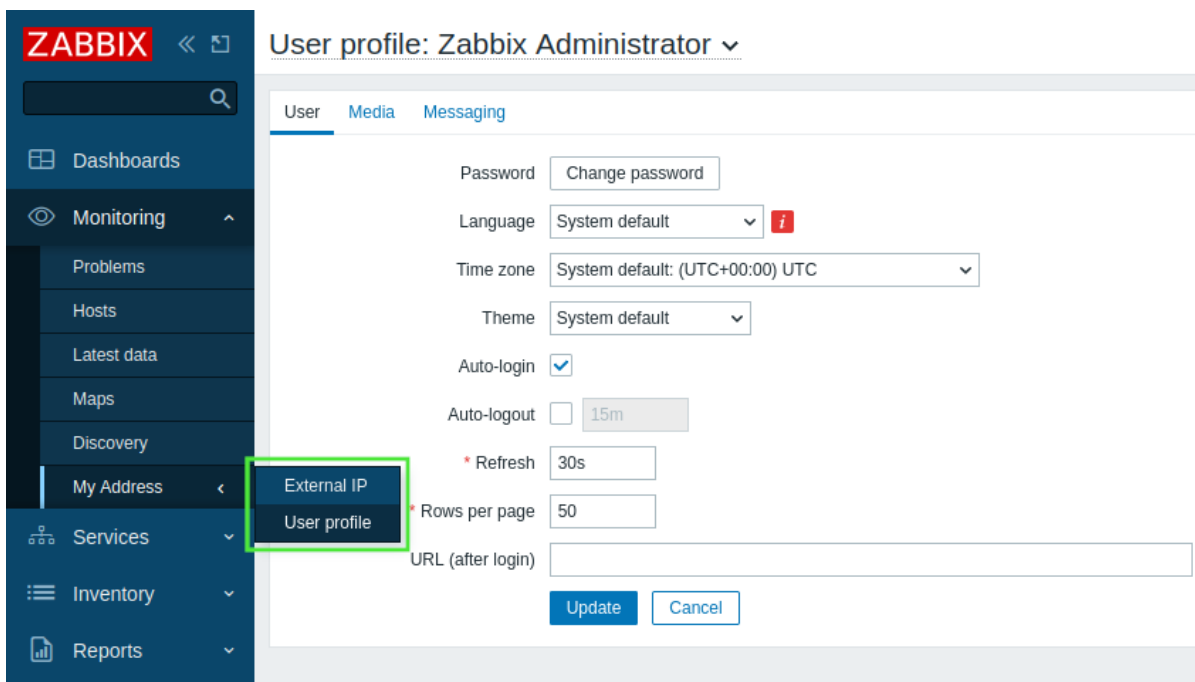 ZABBIX
User profile: Zabbix Administrator
User Media Messaging
Dashboards
Monitoring
Problems
Hosts
Latest data
Maps
Discovery
My Address
External IP
User profile
Services
Inventory
Reports
Password Change password
Language System default i
Time zone System default: (UTC+00:00) UTC
Theme System default
Auto-login
Auto-logout 15m
* Refresh 30s
* Rows per page 50
URL (after login)
Update Cancel